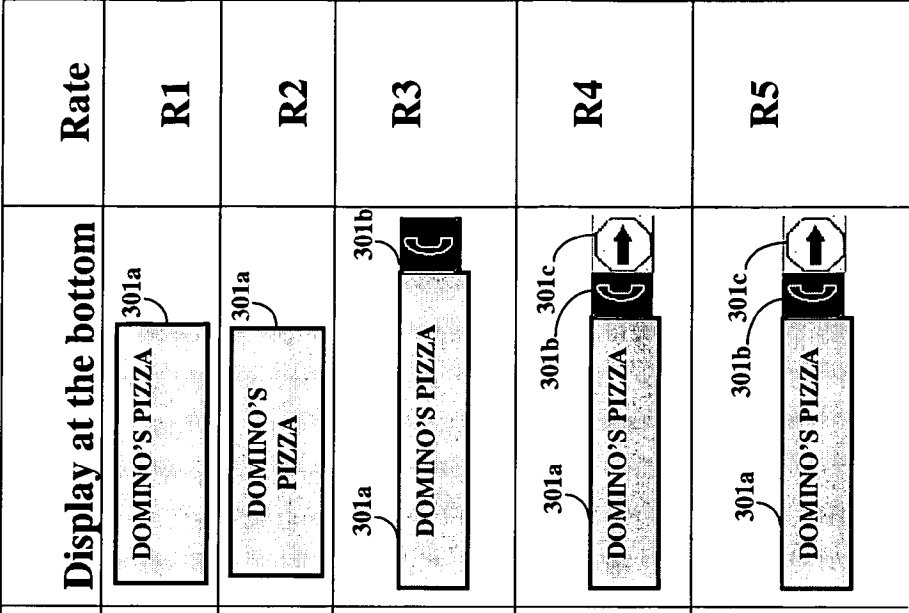 Display at the bottom
Rate
DOMINO'S PIZZA
301a
R1
DOMINO'S
PIZZA
301a
R2
301a
DOMINO'S PIZZA
301b
R3
301a
DOMINO'S PIZZA
301b
301c
R4
301a
DOMINO'S PIZZA
301b
301c
R5